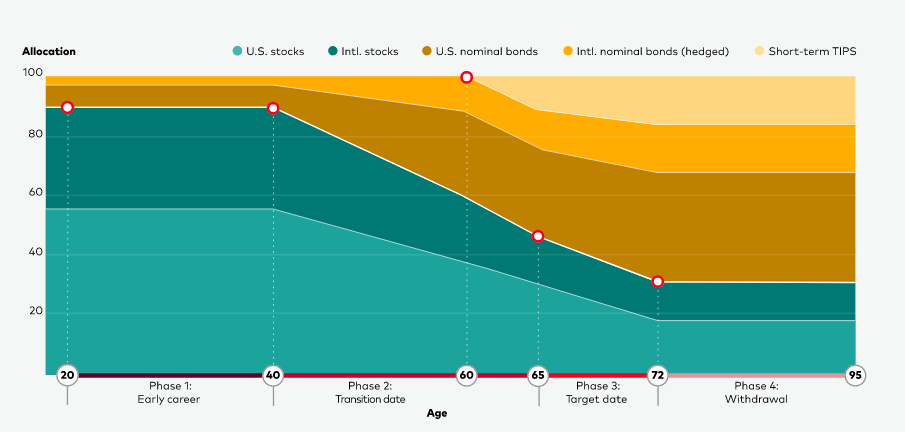 Allocation
U.S. stocks
Intl. stocks
U.S. nominal bonds
Intl. nominal bonds (hedged)
Short-term TIPS
100
80
60
40
20
20
40
60
65
72
95
Phase 1:
Early career
Phase 2:
Transition date
Phase 3:
Target date
Phase 4:
Withdrawal
Age